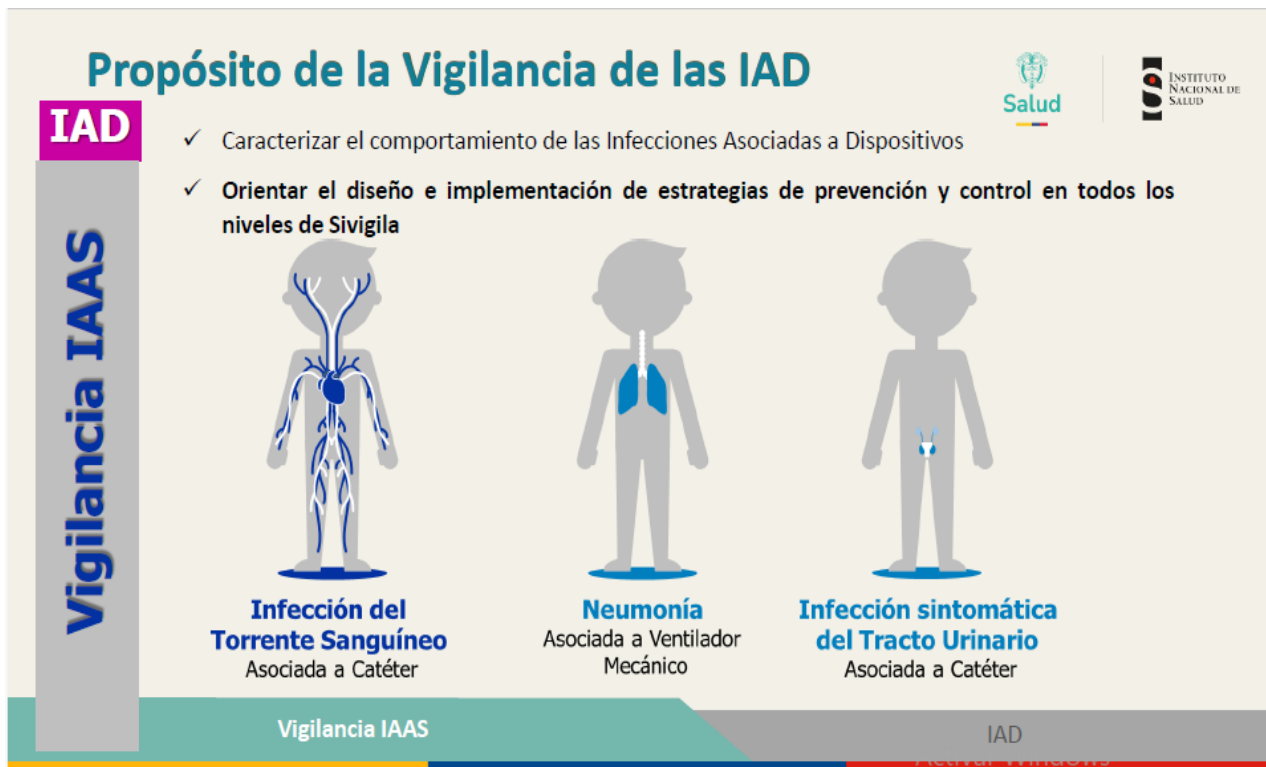 Propósito de la Vigilancia de las IAD
Salud
INSTITUTO
NACIONAL DE
SALUD
IAD
✓ Caracterizar el comportamiento de las Infecciones Asociadas a Dispositivos
✓ Orientar el diseño e implementación de estrategias de prevención y control en todos los
niveles de Sivigila
Vigilancia IAAS
Infección del
Torrente Sanguíneo
Asociada a Catéter
Neumonía
Asociada a Ventilador
Mecánico
Infección sintomática
del Tracto Urinario
Asociada a Catéter
Vigilancia IAAS
IAD
Activar Windows